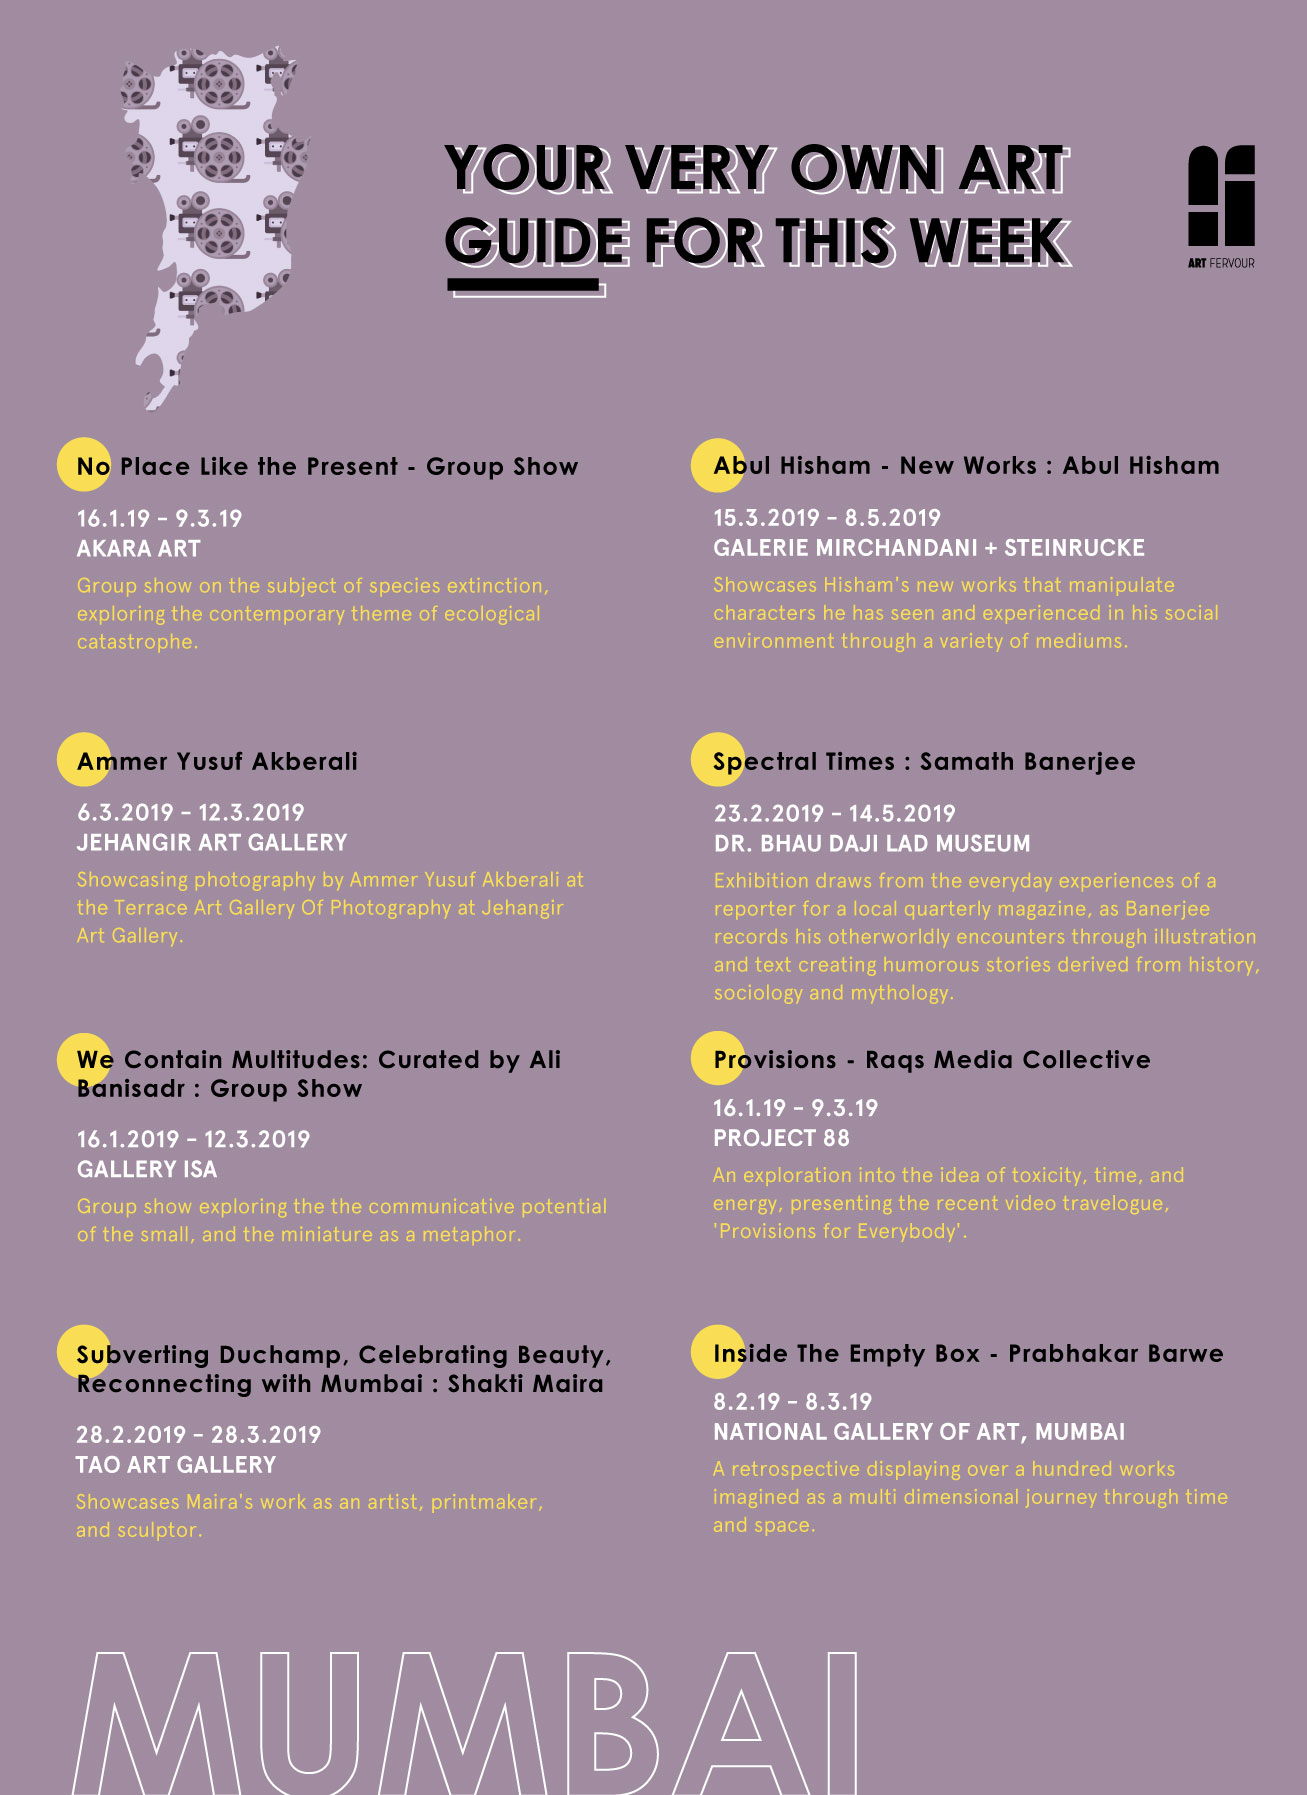 YOUR VERY OWN ART
GUIDE FOR THIS WEEK
ART FERVOUR
No Place Like the Present - Group Show
16.1.19 - 9.3.19
AKARA ART
Group show on the subject of species extinction,
exploring the contemporary theme of ecological
catastrophe.
Abul Hisham - New Works : Abul Hisham
15.3.2019 - 8.5.2019
GALERIE MIRCHANDANI + STEINRUCKE
Showcases Hisham's new works that manipulate
characters he has seen and experienced in his social
environment through a variety of mediums.
Ammer Yusuf Akberali
6.3.2019 - 12.3.2019
JEHANGIR ART GALLERY
Showcasing photography by Ammer Yusuf Akberali at
the Terrace Art Gallery Of Photography at Jehangir
Art Gallery.
Spectral Times : Samath Banerjee
23.2.2019 - 14.5.2019
DR. BHAU DAJI LAD MUSEUM
Exhibition draws from the everyday experiences of a
reporter for a local quarterly magazine, as Banerjee
records his otherworldly encounters through illustration
and text creating humorous stories derived from history,
sociology and mythology.
We Contain Multitudes: Curated by Ali
Banisadr : Group Show
16.1.2019 - 12.3.2019
GALLERY ISA
Group show exploring the the communicative potential
of the small, and the miniature as a metaphor.
Provisions - Raqs Media Collective
16.1.19 - 9.3.19
PROJECT 88
An exploration into the idea of toxicity, time, and
energy, presenting the recent video travelogue,
'Provisions for Everybody'.
Subverting Duchamp, Celebrating Beauty,
Reconnecting with Mumbai : Shakti Maira
28.2.2019 - 28.3.2019
TAO ART GALLERY
Showcases Maira's work as an artist, printmaker,
and sculptor.
Inside The Empty Box - Prabhakar Barwe
8.2.19 - 8.3.19
NATIONAL GALLERY OF ART, MUMBAI
A retrospective displaying over a hundred works
imagined as a multi dimensional journey through time
and space.
MUMBAI